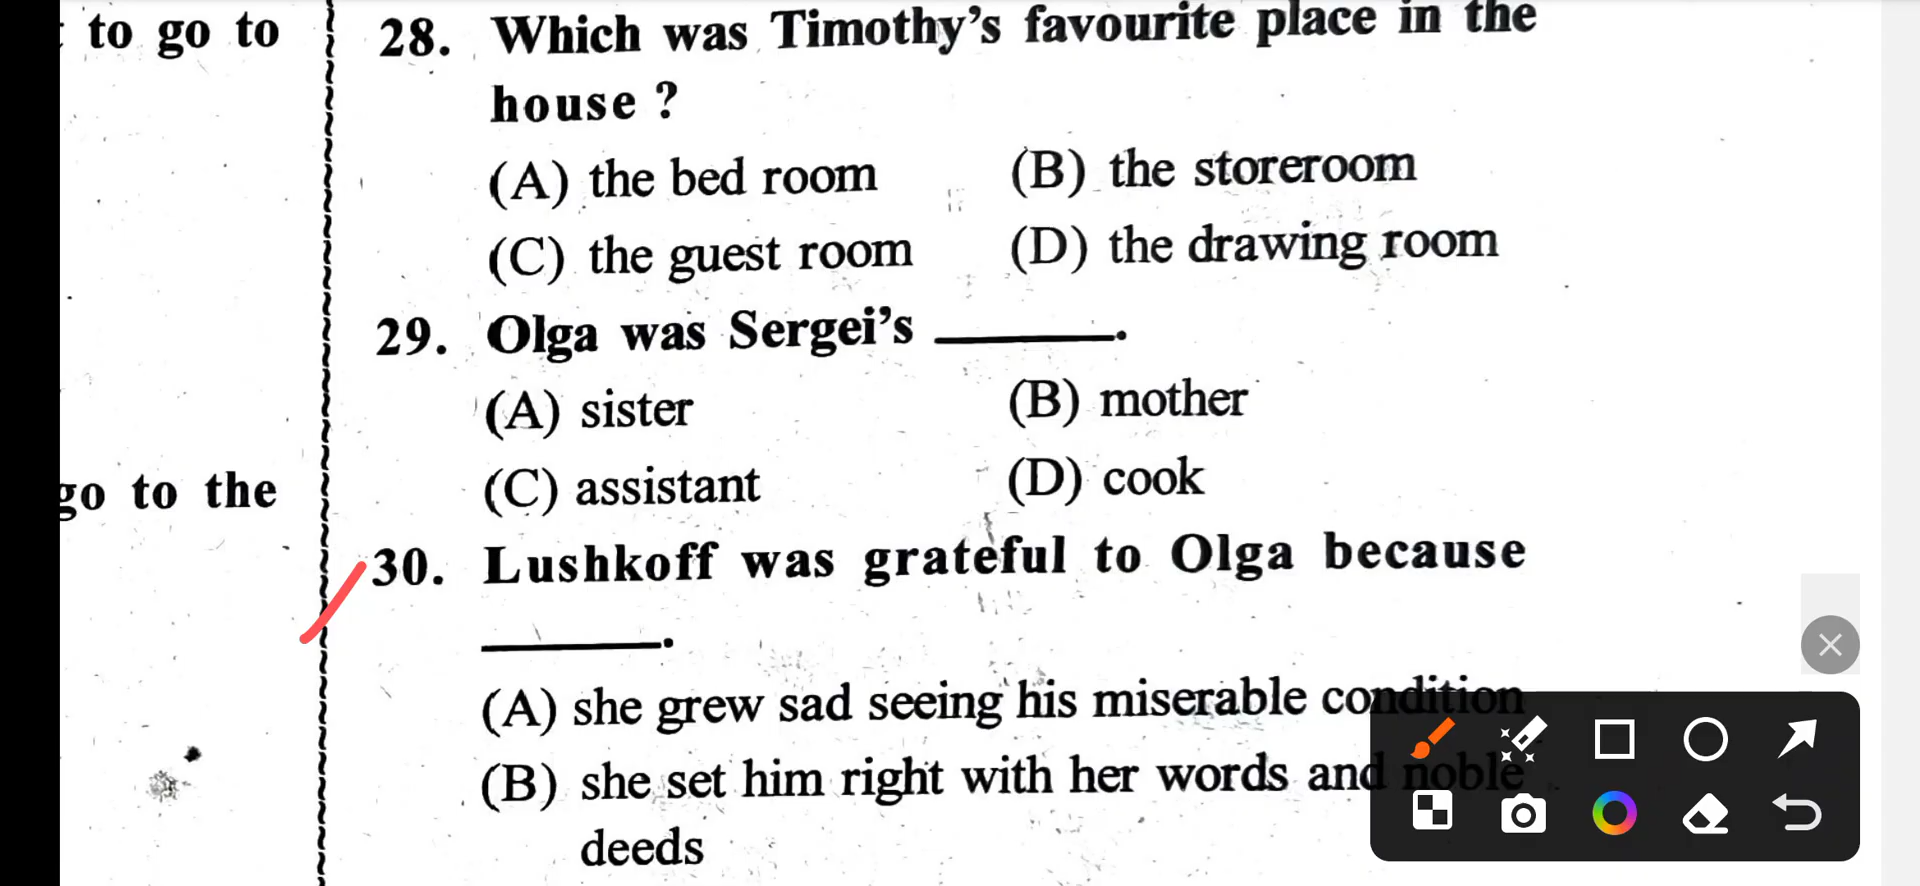 to go to
28. Which was Timothy's favourite place in the
house ?
(A) the bed room (B) the storeroom
(C) the guest room (D) the drawing room
29. Olga was Sergei's ______.
(A) sister (B) mother
(C) assistant (D) cook
go to the
30. Lushkoff was grateful to Olga because
______.
(A) she grew sad seeing his miserable condition
(B) she set him right with her words and noble
deeds